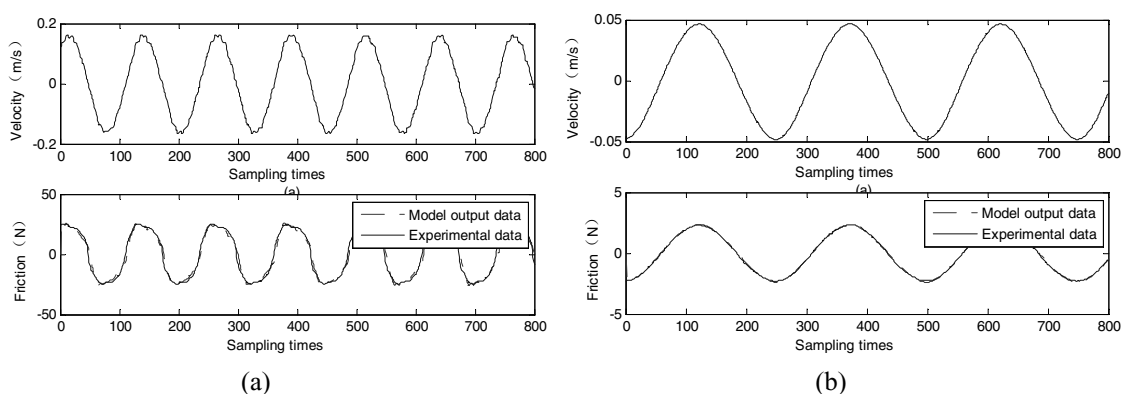 0.2
0
-0.2
Velocity（m/s）
0 100 200 300 400 500 600 700 800
Sampling times
(a)
50
0
-50
Friction（N）
Model output data
Experimental data
0 100 200 300 400 500 600 700 800
Sampling times
(a)
0.05
0
-0.05
Velocity（m/s）
0 100 200 300 400 500 600 700 800
Sampling times
(a)
5
0
-5
Friction（N）
Model output data
Experimental data
0 100 200 300 400 500 600 700 800
Sampling times
(b)